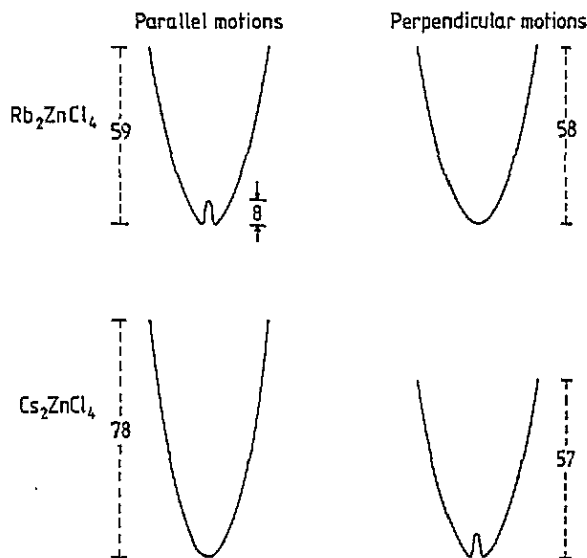 Parallel motions
Perpendicular motions
Rb₂ZnCl₄
59
8
58
Cs₂ZnCl₄
78
57